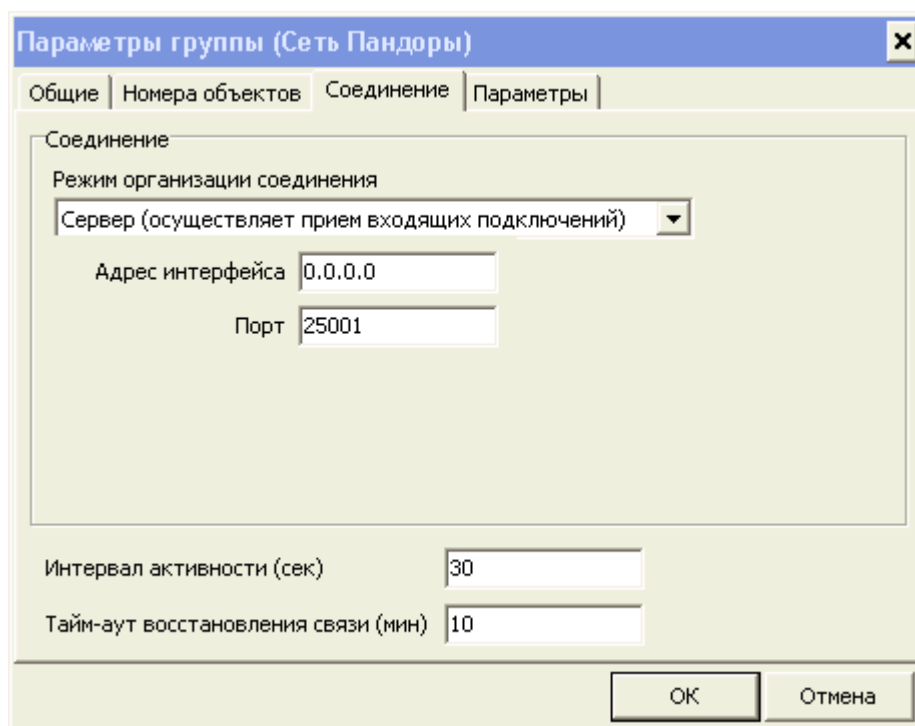 Параметры группы (Сеть Пандоры)
Общие Номера объектов Соединение Параметры
Соединение
Режим организации соединения
Сервер (осуществляет прием входящих подключений)
Адрес интерфейса 0.0.0.0
Порт 25001
Интервал активности (сек) 30
Тайм-аут восстановления связи (мин) 10
ОК Отмена